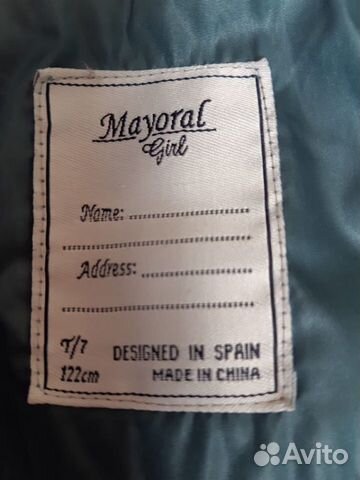 Mayoral
Girl
Name: ........................
........................................
Address: ......................
........................................
T/7 DESIGNED IN SPAIN
122cm MADE IN CHINA
Avito